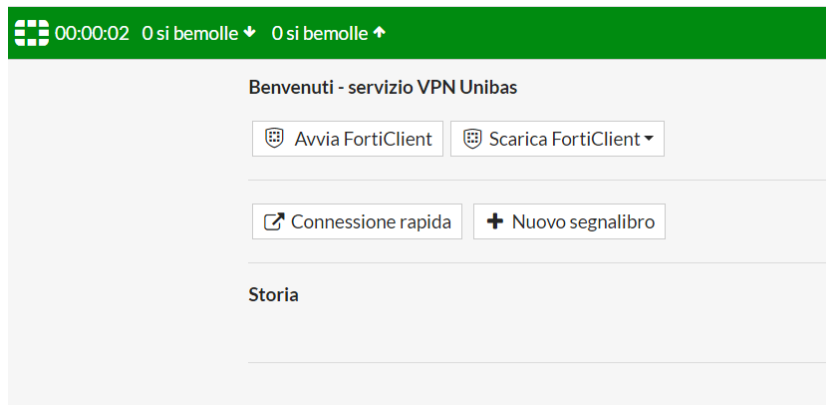 00:00:02 0 si bemolle 0 si bemolle
Benvenuti - servizio VPN Unibas
Avvia FortiClient Scarica FortiClient
Connessione rapida Nuovo segnalibro
Storia